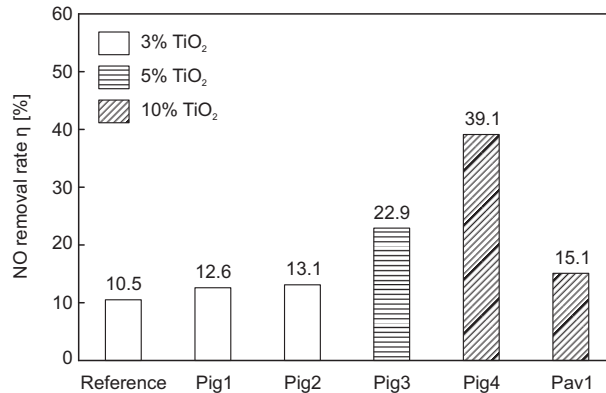 NO removal rate η [%]
60
50
40
30
20
10
0
3% TiO₂
5% TiO₂
10% TiO₂
10.5
12.6
13.1
22.9
39.1
15.1
Reference Pig1 Pig2 Pig3 Pig4 Pav1